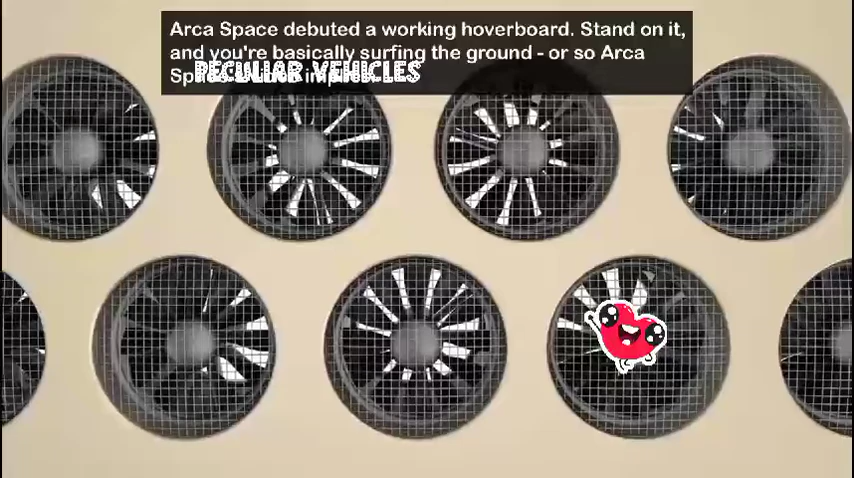 Arca Space debuted a working hoverboard. Stand on it,
and you're basically surfing the ground - or so Arca
PECULIAR VEHICLES